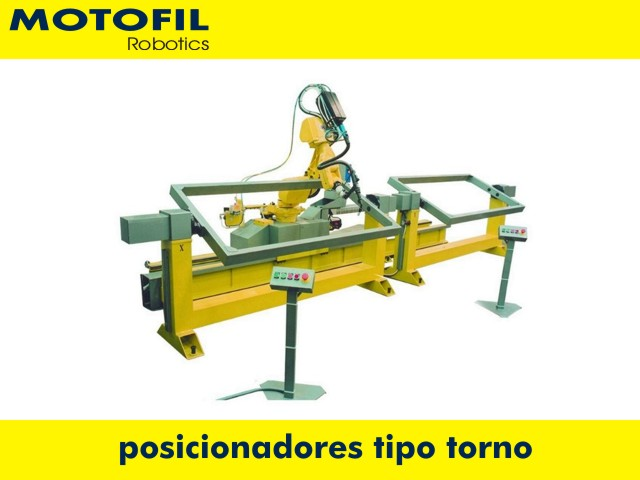 MOTOFIL
Robotics
X
posicionadores tipo torno